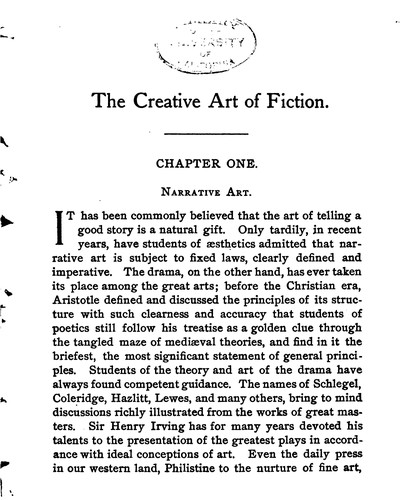 UNIVERSITY
OF
The Creative Art of Fiction.
CHAPTER ONE.
NARRATIVE ART.
IT has been commonly believed that the art of telling a
good story is a natural gift. Only tardily, in recent
years, have students of æsthetics admitted that nar-
rative art is subject to fixed laws, clearly defined and
imperative. The drama, on the other hand, has ever taken
its place among the great arts; before the Christian era,
Aristotle defined and discussed the principles of its struc-
ture with such clearness and accuracy that students of
poetics still follow his treatise as a golden clue through
the tangled maze of mediæval theories, and find in it the
briefest, the most significant statement of general princi-
ples. Students of the theory and art of the drama have
always found competent guidance. The names of Schlegel,
Coleridge, Hazlitt, Lewes, and many others, bring to mind
discussions richly illustrated from the works of great mas-
ters. Sir Henry Irving has for many years devoted his
talents to the presentation of the greatest plays in accord-
ance with ideal conceptions of art. Even the daily press
in our western land, Philistine to the nurture of fine art,